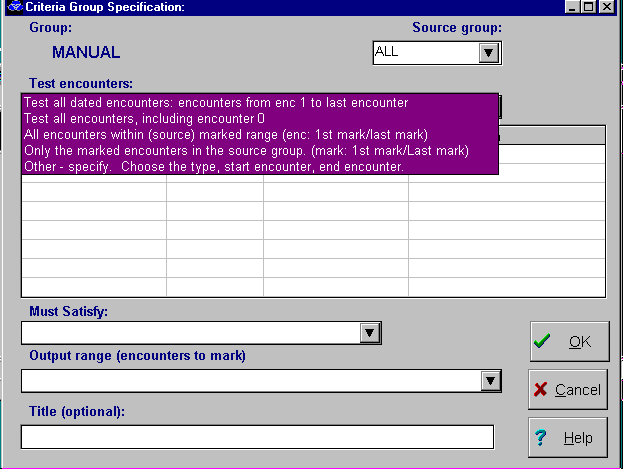 Criteria Group Specification:
Group:
Source group:
MANUAL
ALL
Test encounters:
Test all dated encounters: encounters from enc 1 to last encounter
Test all encounters, including encounter 0
All encounters within (source) marked range (enc: 1st mark/last mark)
Only the marked encounters in the source group. (mark: 1st mark/Last mark)
Other - specify. Choose the type, start encounter, end encounter.
Must Satisfy:
OK
Output range (encounters to mark)
Cancel
Title (optional):
Help